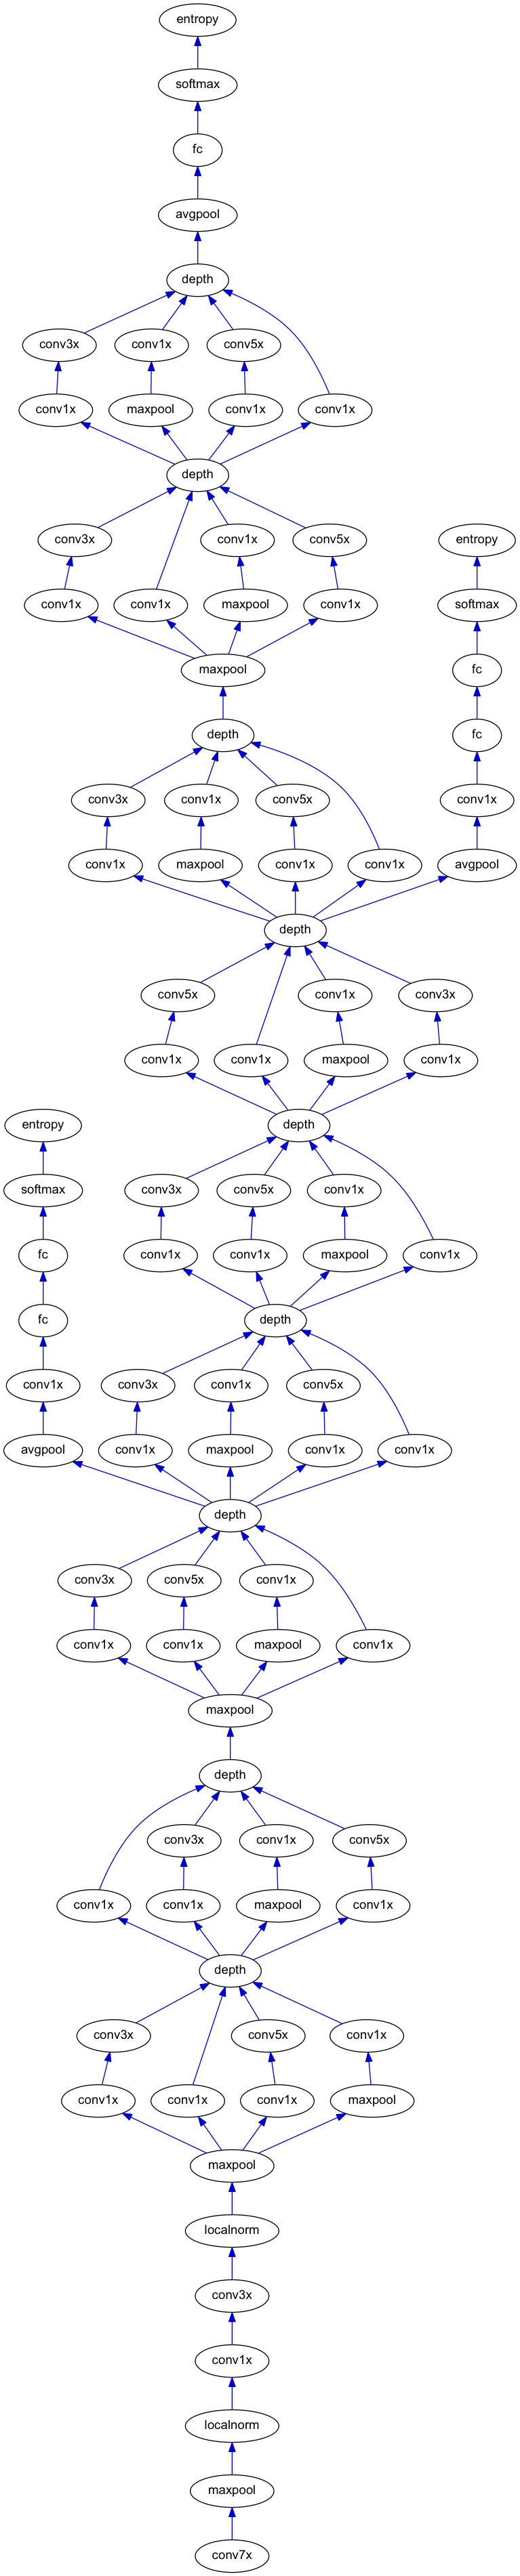 entropy
softmax
fc
avgpool
depth
conv3x conv1x conv5x
conv1x maxpool conv1x conv1x
depth
conv3x conv1x conv5x entropy
conv1x conv1x maxpool conv1x softmax
maxpool fc
depth fc
conv3x conv1x conv5x conv1x
conv1x maxpool conv1x conv1x avgpool
depth
conv5x conv1x conv3x
conv1x conv1x maxpool conv1x
entropy depth
softmax conv3x conv5x conv1x
fc conv1x conv1x maxpool conv1x
fc depth
conv1x conv3x conv1x conv5x
avgpool conv1x maxpool conv1x conv1x
depth
conv3x conv5x conv1x
conv1x conv1x maxpool conv1x
maxpool
depth
conv3x conv1x conv5x
conv1x conv1x maxpool conv1x
depth
conv3x conv5x conv1x
conv1x conv1x conv1x maxpool
maxpool
localnorm
conv3x
conv1x
localnorm
maxpool
conv7x